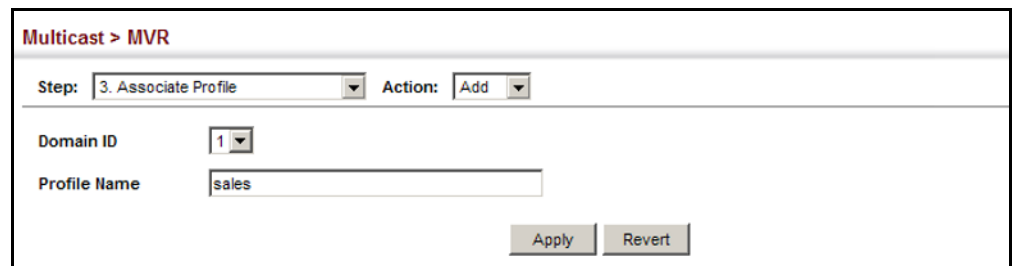 Multicast > MVR
Step: 3. Associate Profile Action: Add
Domain ID 1
Profile Name sales
Apply Revert